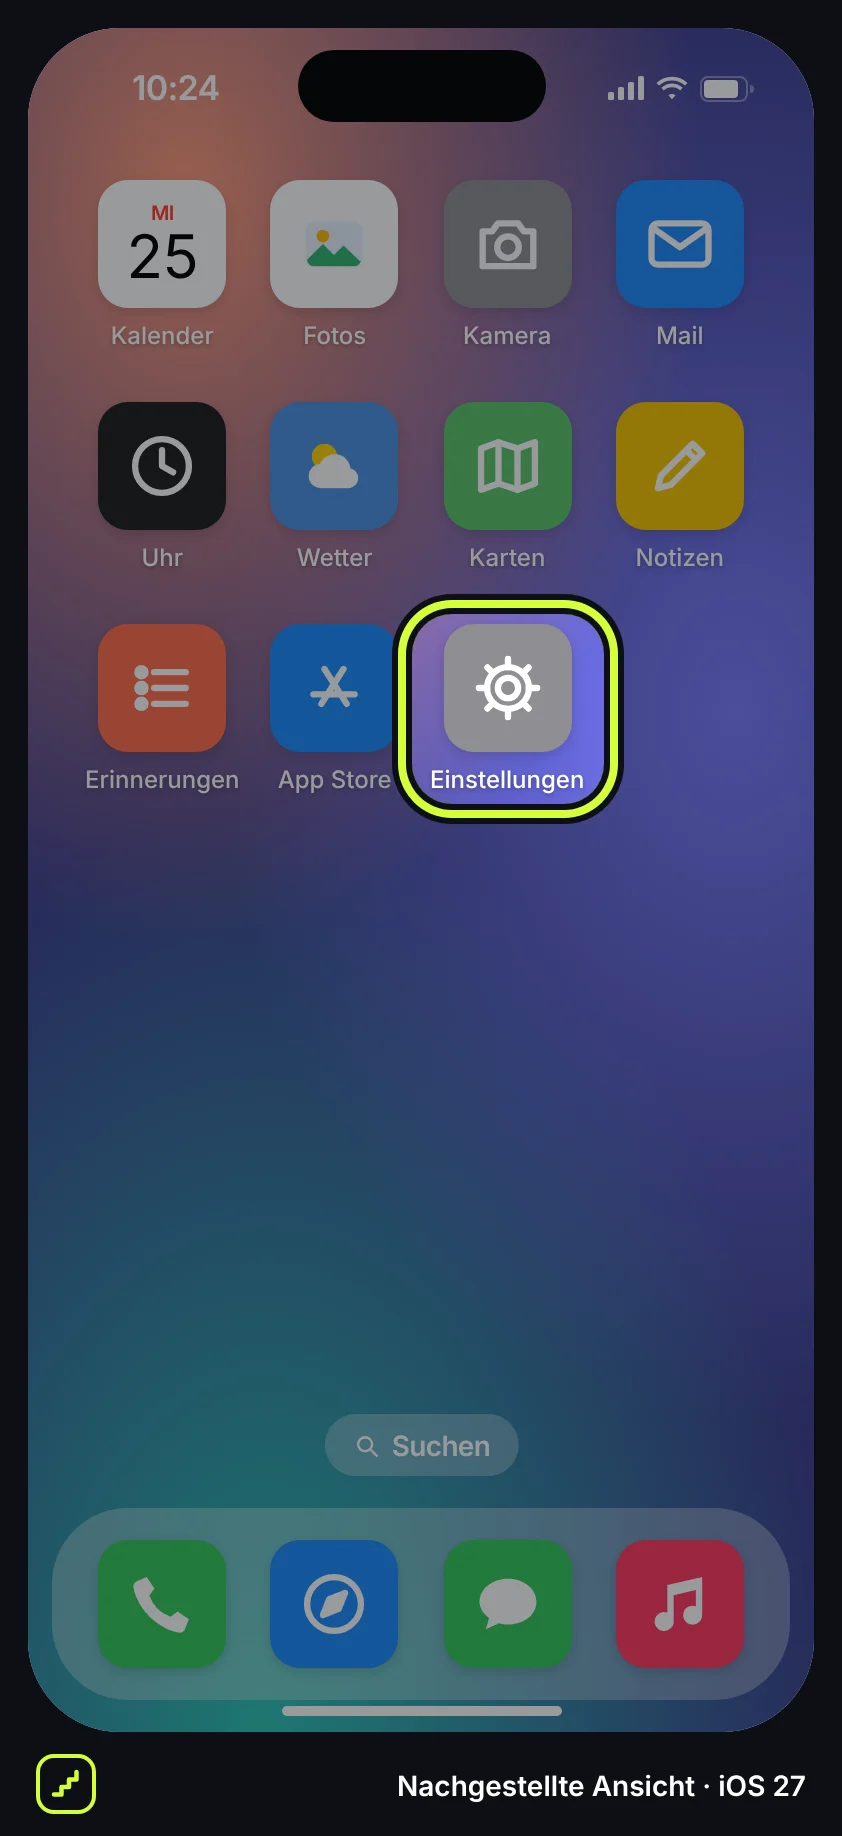 10:24
MI
25
Kalender
Fotos
Kamera
Mail
Uhr
Wetter
Karten
Notizen
Erinnerungen
App Store
Einstellungen
Suchen
Nachgestellte Ansicht · iOS 27